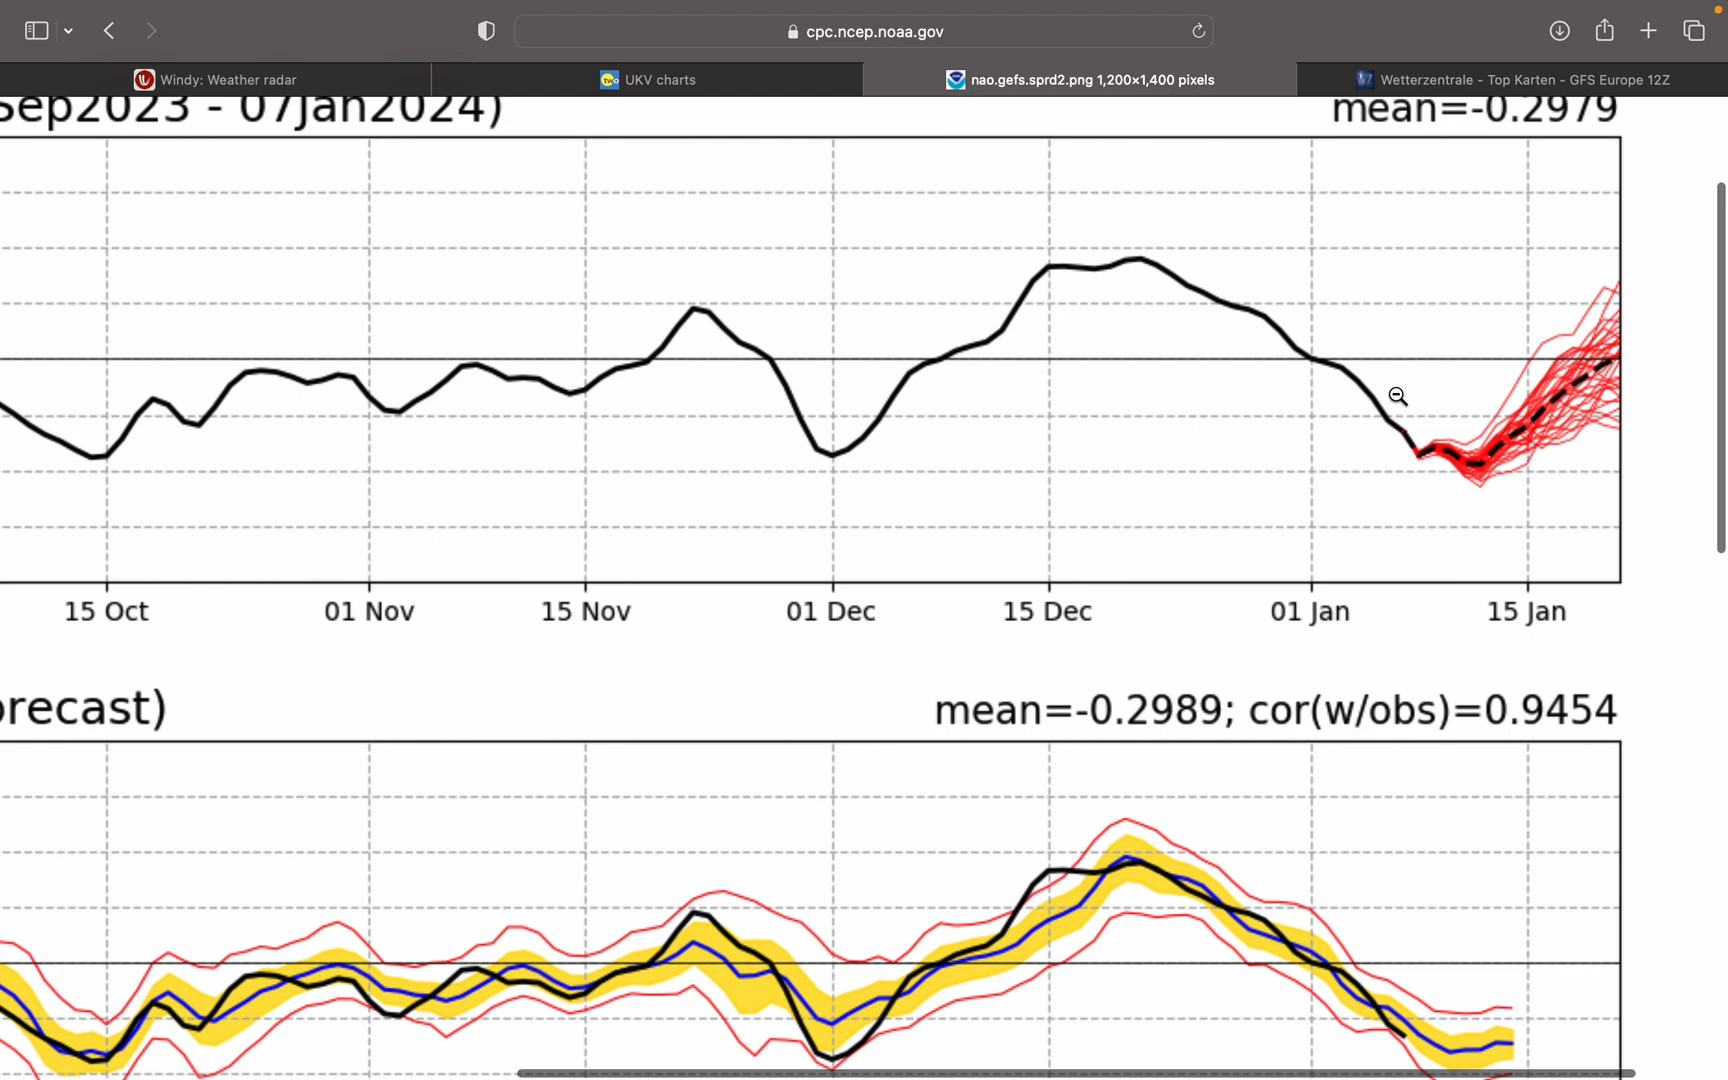 cpc.ncep.noaa.gov
Windy: Weather radar
UKV charts
nao.gefs.sprd2.png 1,200×1,400 pixels
Wetterzentrale - Top Karten - GFS Europe 12Z
Sep2023 - 07Jan2024)
mean=-0.2979
15 Oct
01 Nov
15 Nov
01 Dec
15 Dec
01 Jan
15 Jan
orecast)
mean=-0.2989; cor(w/obs)=0.9454